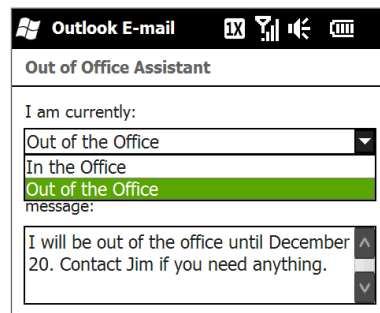 Outlook E-mail 1X
Out of Office Assistant
I am currently:
Out of the Office
In the Office
Out of the Office
message:
I will be out of the office until December
20. Contact Jim if you need anything.